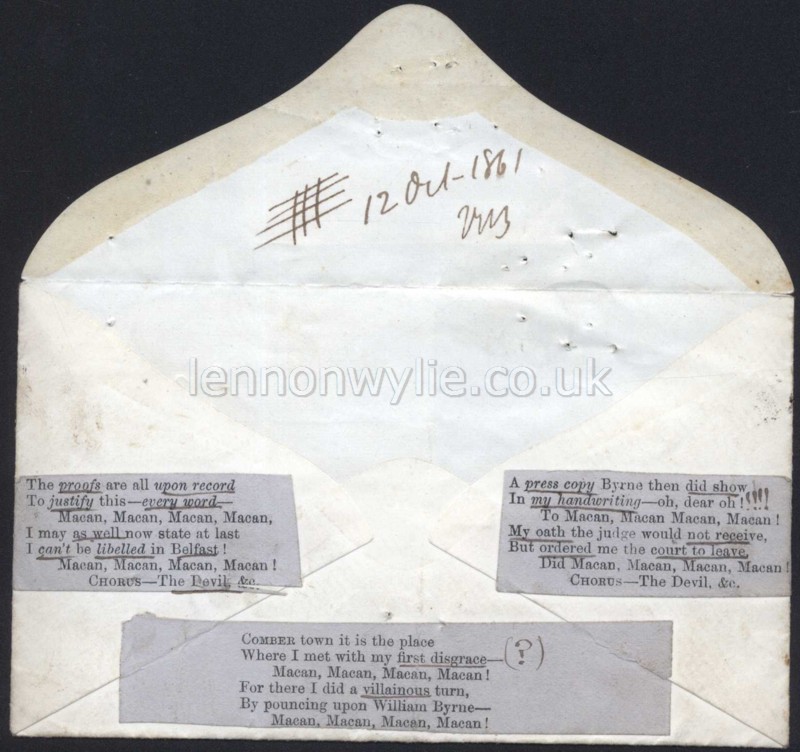 12 Oct - 1861
lennonwylie.co.uk
The proofs are all upon record
To justify this—every word—
Macan, Macan, Macan, Macan,
I may as well now state at last
I can't be libelled in Belfast!
Macan, Macan, Macan, Macan!
CHORUS—The Devil, &c.
A press copy Byrne then did show,
In my handwriting—oh, dear oh!!!!!
To Macan, Macan Macan, Macan!
My oath the judge would not receive,
But ordered me the court to leave,
Did Macan, Macan, Macan, Macan!
CHORUS—The Devil, &c.
COMBER town it is the place
Where I met with my first disgrace—(?)
Macan, Macan, Macan, Macan!
For there I did a villainous turn,
By pouncing upon William Byrne—
Macan, Macan, Macan, Macan!